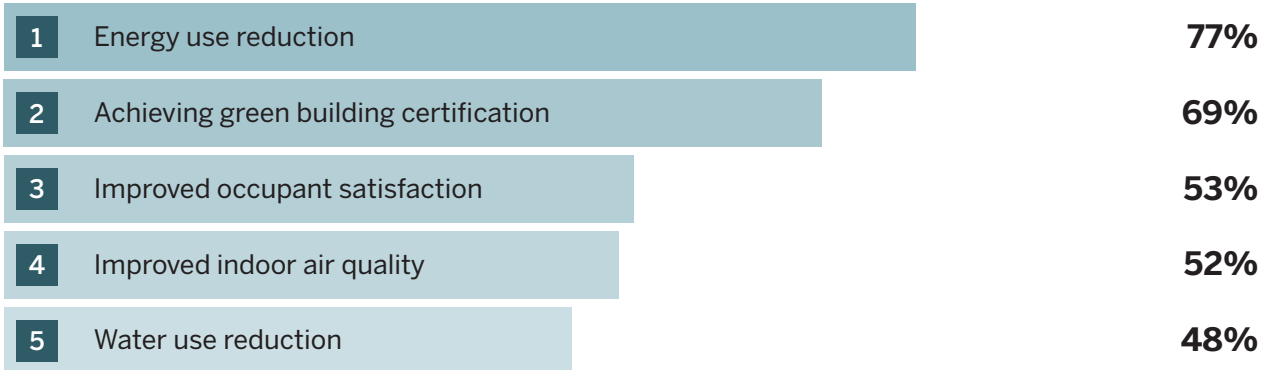 1 Energy use reduction 77%
2 Achieving green building certification 69%
3 Improved occupant satisfaction 53%
4 Improved indoor air quality 52%
5 Water use reduction 48%